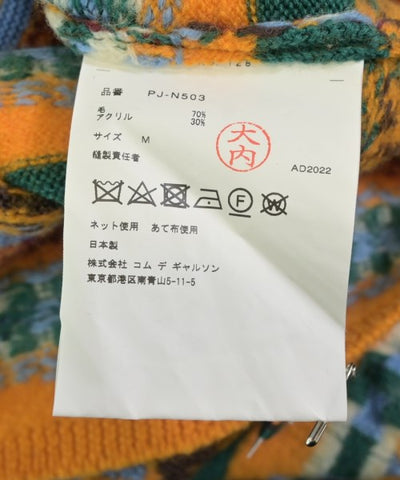 品番 PJ-N503
毛 70%
アクリル 30%
サイズ M
縫製責任者
大内
AD2022
F
W
ネット使用 あて布使用
日本製
株式会社 コム デ ギャルソン
東京都港区南青山5-11-5